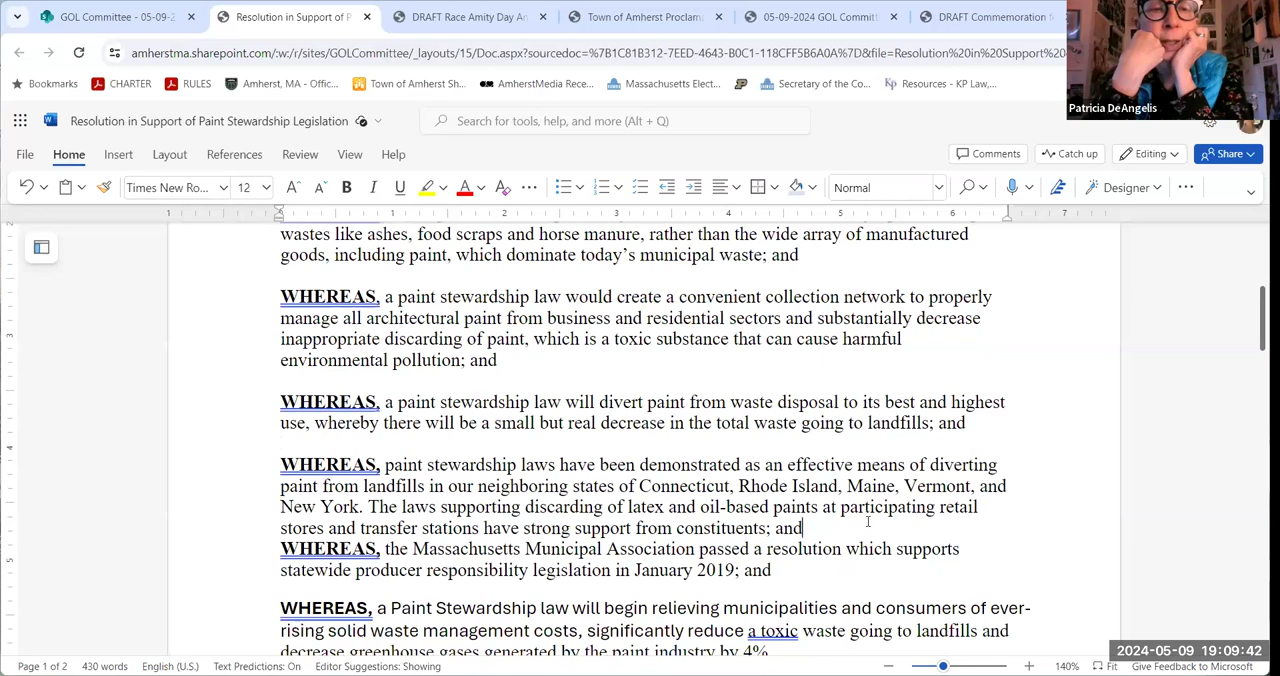 GOL Committee - 05-09-2
Resolution in Support of P
DRAFT Race Amity Day An
Town of Amherst Proclam
05-09-2024 GOL Committ
DRAFT Commemoration f
amherstma.sharepoint.com/:w:/r/sites/GOLCommittee/_layouts/15/Doc.aspx?sourcedoc=%7B1C81B312-7EED-4643-B0C1-118CFF5B6A0A%7D&file=Resolution%20in%20Support%20
Bookmarks
CHARTER
RULES
Amherst, MA - Offic...
Town of Amherst Sh...
AmherstMedia Rece...
Massachusetts Elect...
Secretary of the Co...
Resources - KP Law,...
Patricia DeAngelis
Resolution in Support of Paint Stewardship Legislation
Search for tools, help, and more (Alt + Q)
File Home Insert Layout References Review View Help
Comments
Catch up
Editing
Share
Times New Ro...
12
Normal
Designer
wastes like ashes, food scraps and horse manure, rather than the wide array of manufactured
goods, including paint, which dominate today's municipal waste; and
WHEREAS, a paint stewardship law would create a convenient collection network to properly
manage all architectural paint from business and residential sectors and substantially decrease
inappropriate discarding of paint, which is a toxic substance that can cause harmful
environmental pollution; and
WHEREAS, a paint stewardship law will divert paint from waste disposal to its best and highest
use, whereby there will be a small but real decrease in the total waste going to landfills; and
WHEREAS, paint stewardship laws have been demonstrated as an effective means of diverting
paint from landfills in our neighboring states of Connecticut, Rhode Island, Maine, Vermont, and
New York. The laws supporting discarding of latex and oil-based paints at participating retail
stores and transfer stations have strong support from constituents; and
WHEREAS, the Massachusetts Municipal Association passed a resolution which supports
statewide producer responsibility legislation in January 2019; and
WHEREAS, a Paint Stewardship law will begin relieving municipalities and consumers of ever-
rising solid waste management costs, significantly reduce a toxic waste going to landfills and
decrease greenhouse gases generated by the paint industry by 4%
2024-05-09 19:09:42
Page 1 of 2
430 words
English (U.S.)
Text Predictions: On
Editor Suggestions: Showing
140%
Fit
Give Feedback to Microsoft